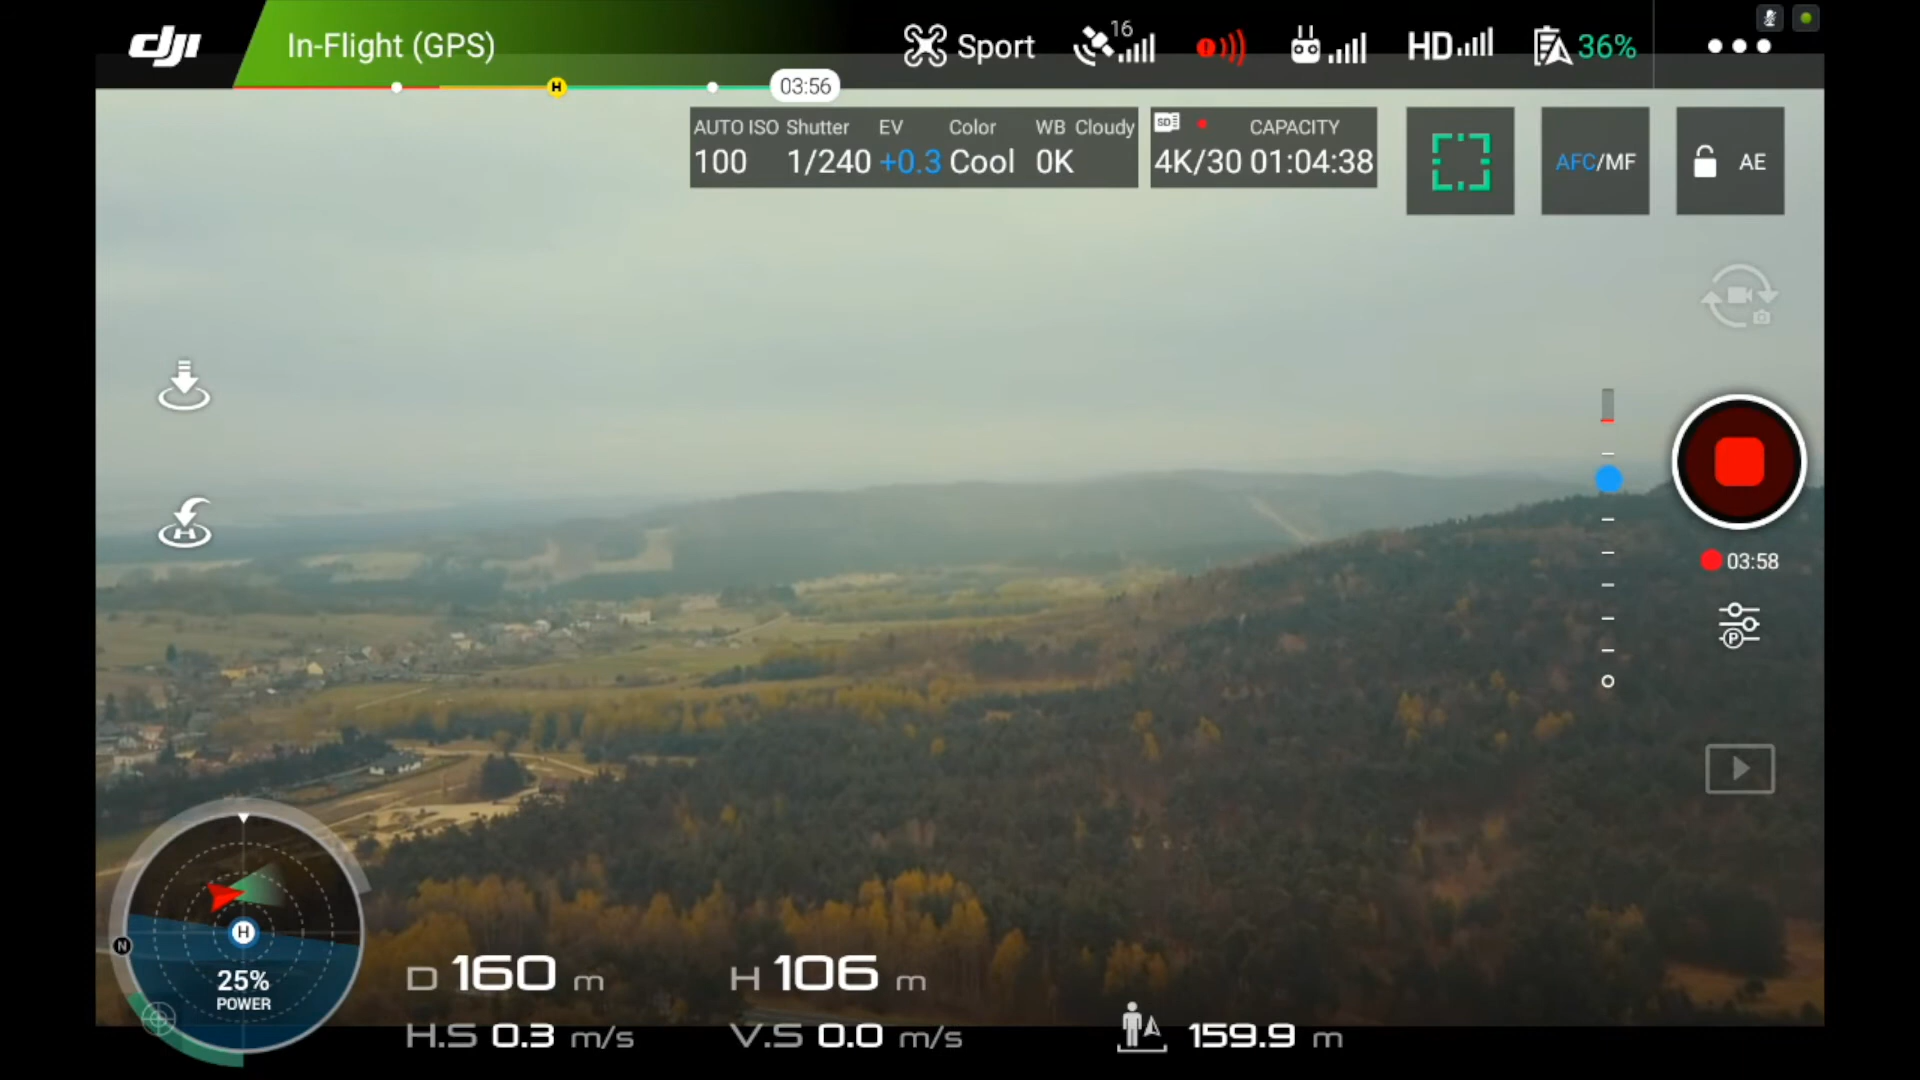 dji In-Flight (GPS) Sport 16 HD 36%
H 03:56
AUTO ISO Shutter EV Color WB Cloudy
100 1/240 +0.3 Cool 0K
SD CAPACITY
4K/30 01:04:38
AFC/MF
AE
03:58
P
H
N
H
25%
POWER
D 160 m H 106 m
H.S 0.3 m/s V.S 0.0 m/s 159.9 m